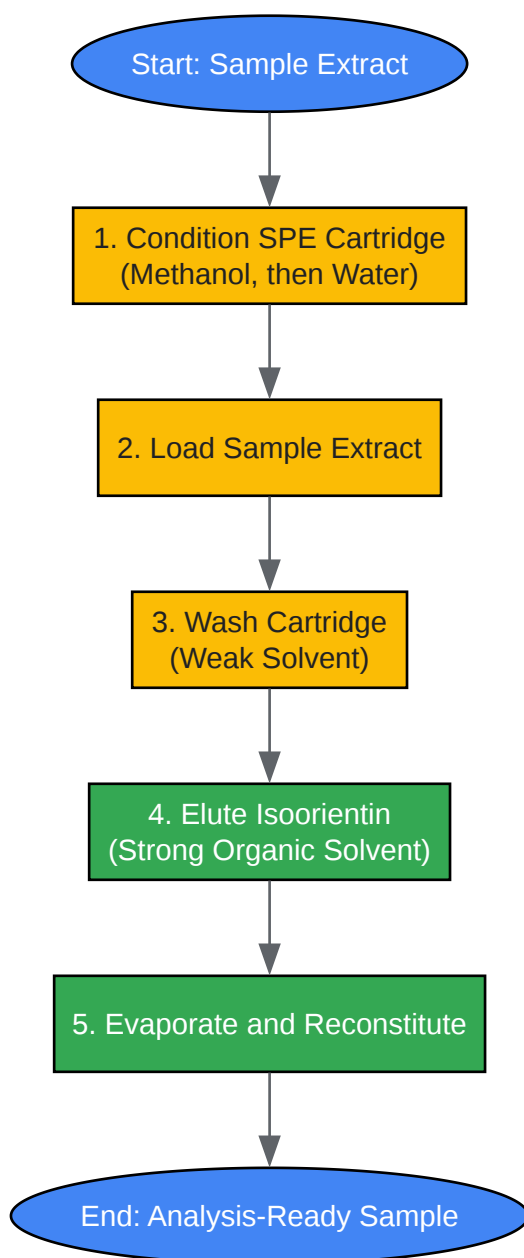 Start: Sample Extract
1. Condition SPE Cartridge
(Methanol, then Water)
2. Load Sample Extract
3. Wash Cartridge
(Weak Solvent)
4. Elute Isoorientin
(Strong Organic Solvent)
5. Evaporate and Reconstitute
End: Analysis-Ready Sample